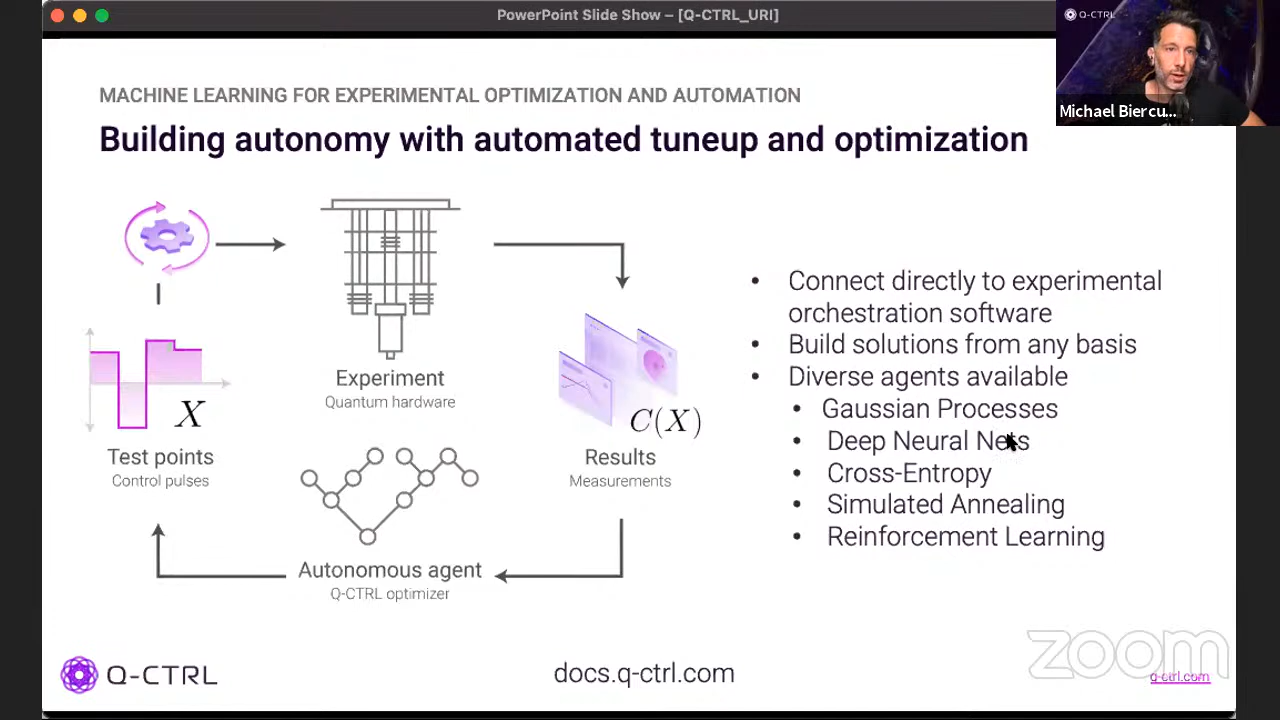 PowerPoint Slide Show – [Q-CTRL_URI]
Q-CTRL
Michael Biercu...
MACHINE LEARNING FOR EXPERIMENTAL OPTIMIZATION AND AUTOMATION
Building autonomy with automated tuneup and optimization
X
Test points
Control pulses
Experiment
Quantum hardware
C(X)
Results
Measurements
Autonomous agent
Q-CTRL optimizer
• Connect directly to experimental
orchestration software
• Build solutions from any basis
• Diverse agents available
• Gaussian Processes
• Deep Neural Nets
• Cross-Entropy
• Simulated Annealing
• Reinforcement Learning
Q-CTRL
docs.q-ctrl.com
zoom
q-ctrl.com